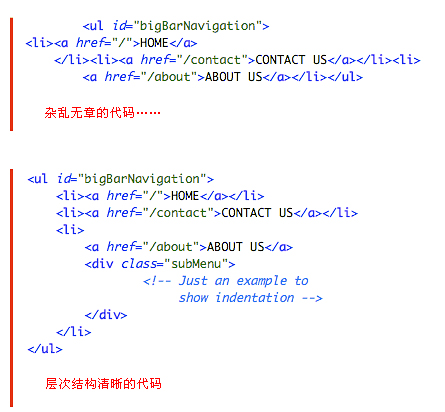 <ul id="bigBarNavigation">
<li><a href="/">HOME</a>
</li><li><a href="/contact">CONTACT US</a></li><li>
<a href="/about">ABOUT US</a></li></ul>
杂乱无章的代码……
<ul id="bigBarNavigation">
<li><a href="/">HOME</a></li>
<li><a href="/contact">CONTACT US</a></li>
<li>
<a href="/about">ABOUT US</a>
<div class="subMenu">
<!-- Just an example to
show indentation -->
</div>
</li>
</ul>
层次结构清晰的代码